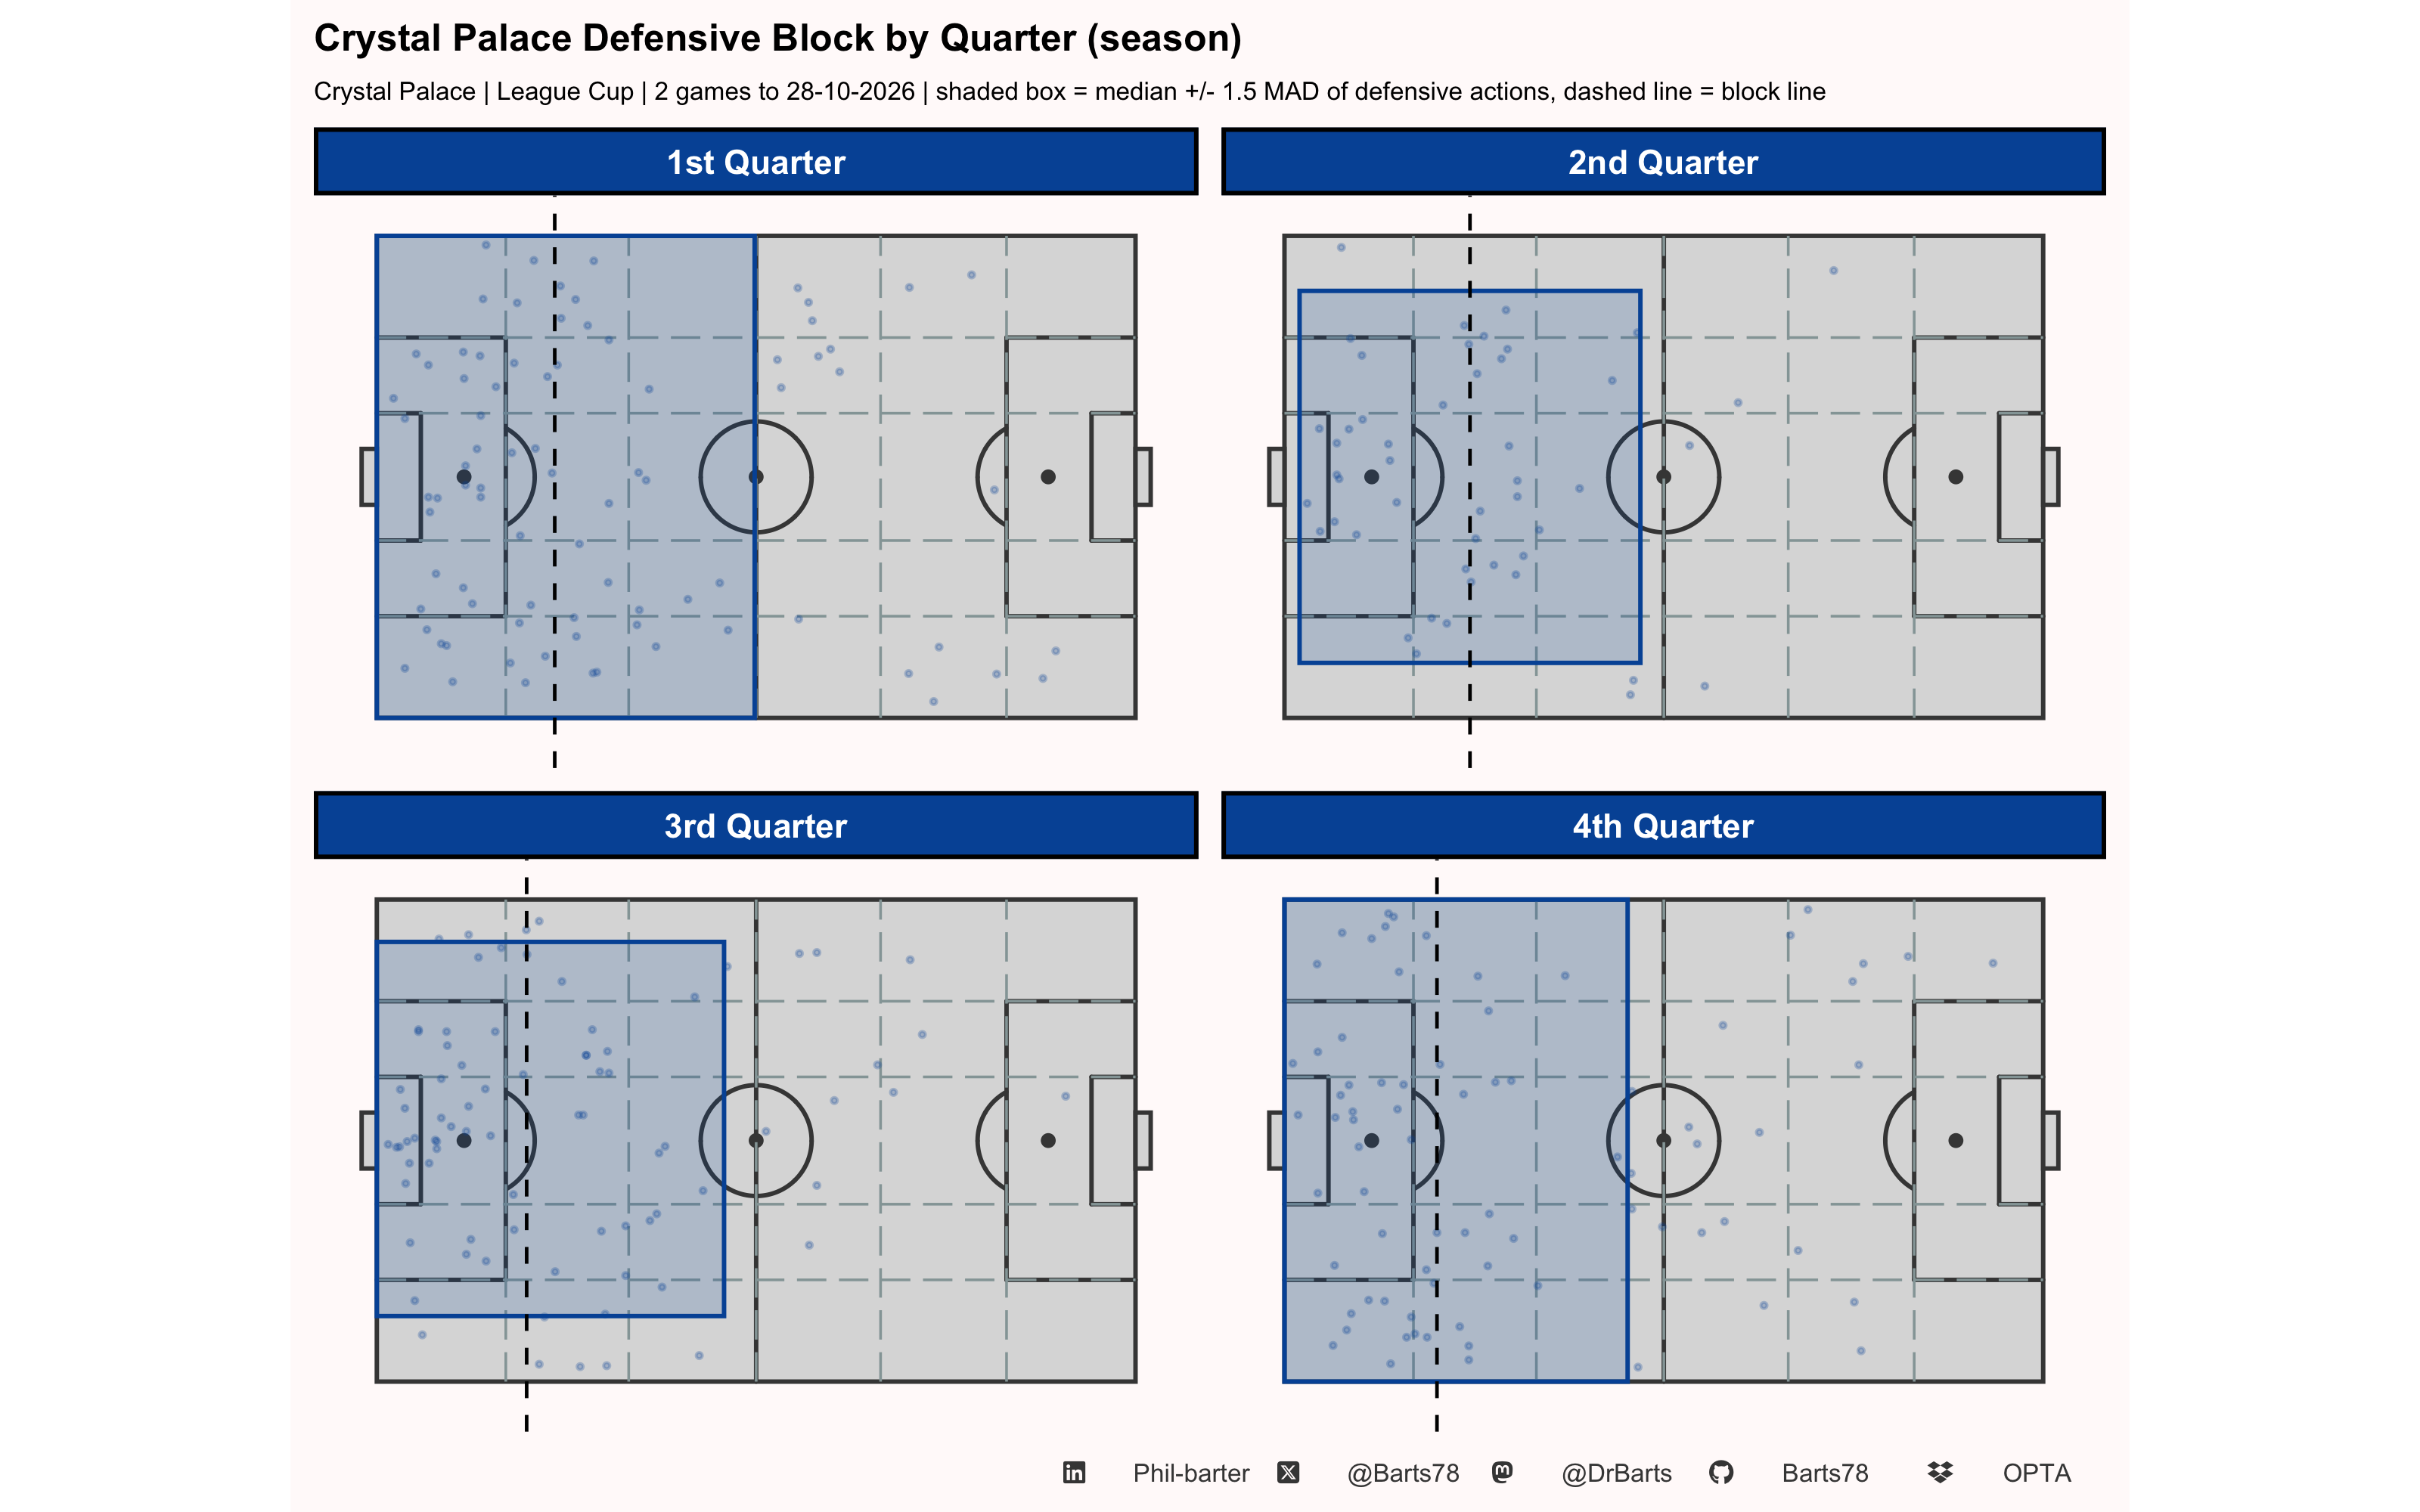 Crystal Palace Defensive Block by Quarter (season)
Crystal Palace | League Cup | 2 games to 28-10-2026 | shaded box = median +/- 1.5 MAD of defensive actions, dashed line = block line
1st Quarter
2nd Quarter
3rd Quarter
4th Quarter
Phil-barter @Barts78 @DrBarts Barts78 OPTA